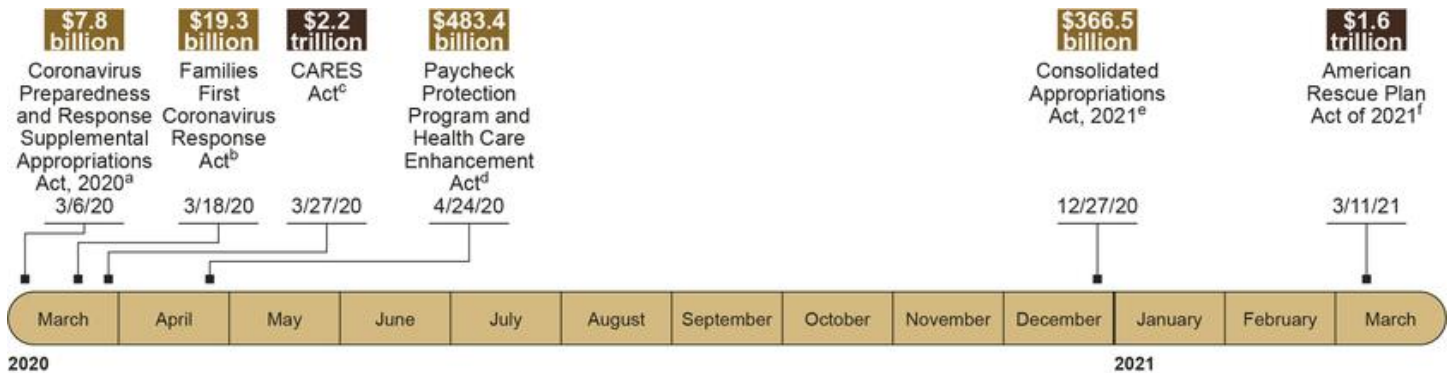 $7.8
billion
Coronavirus
Preparedness
and Response
Supplemental
Appropriations
Act, 2020a
3/6/20
$19.3
billion
Families
First
Coronavirus
Response
Actb
3/18/20
$2.2
trillion
CARES
Actc
3/27/20
$483.4
billion
Paycheck
Protection
Program and
Health Care
Enhancement
Actd
4/24/20
$366.5
billion
Consolidated
Appropriations
Act, 2021e
12/27/20
$1.6
trillion
American
Rescue Plan
Act of 2021f
3/11/21
March April May June July August September October November December January February March
2020 2021